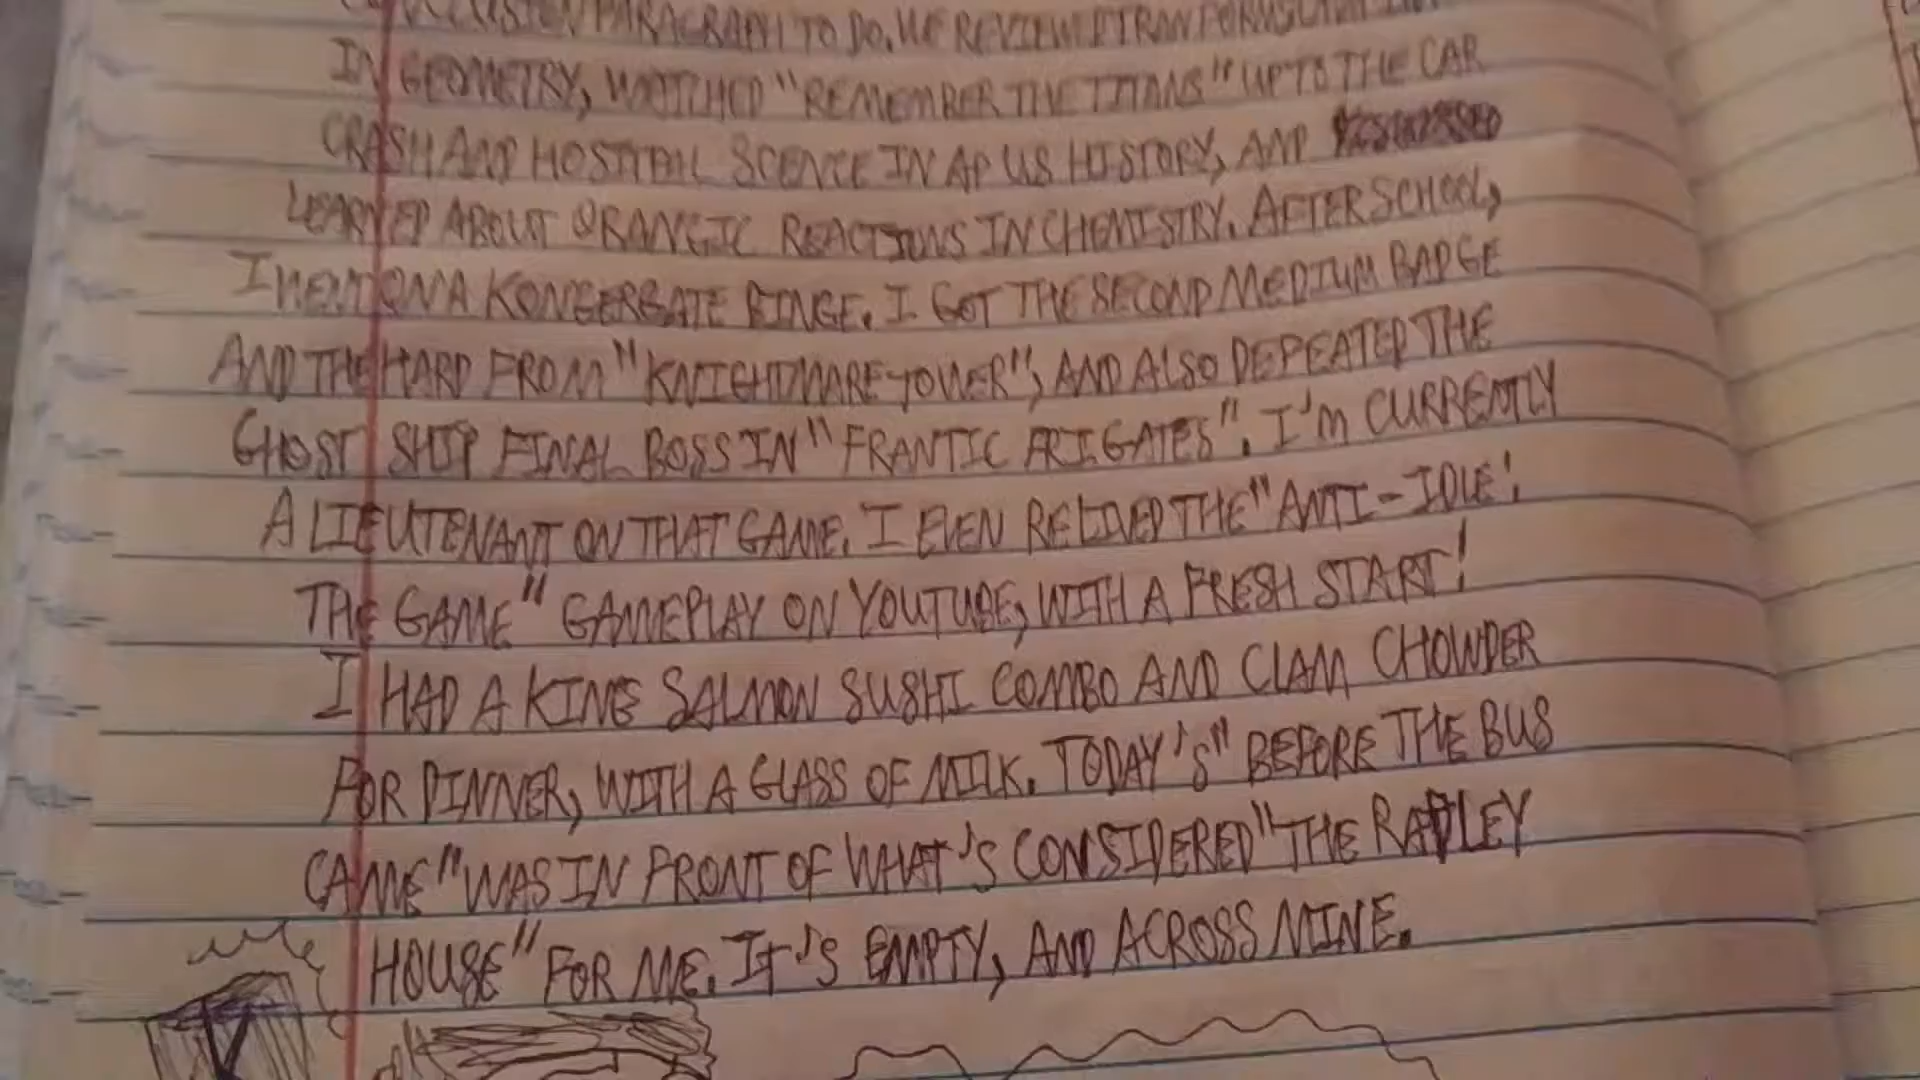 CONCLUSION PARAGRAPH TO DO. WE REVIEWED
IN GEOMETRY, WATCHED "REMEMBER THE TITANS" UP TO THE CAR
CRASH AND HOSTITAIL SCENCE IN AP US HISTORY, AND
LEARNED ABOUT ORANGIC REACTIONS IN CHEMISTRY. AFTER SCHOOL,
I WENT ON A KONGERGATE BINGE. I GOT THE SECOND MEDIUM BADGE
AND THE HARD FROM "KNIGHTMARE TOWER", AND ALSO DEFEATED THE
GHOST SHIP FINAL BOSS IN "FRANTIC FRIGATES". I'M CURRENTLY
A LIEUTENANT ON THAT GAME. I EVEN RELIVED THE "ANTI-IDLE:
THE GAME" GAMEPLAY ON YOUTUBE, WITH A FRESH START!
I HAD A KING SALMON SUSHI COMBO AND CLAM CHOWDER
FOR DINNER, WITH A GLASS OF MILK. TODAY'S "BEFORE THE BUS
CAME" WAS IN FRONT OF WHAT'S CONSIDERED "THE RADLEY
HOUSE" FOR ME. IT'S EMPTY, AND ACROSS MINE.